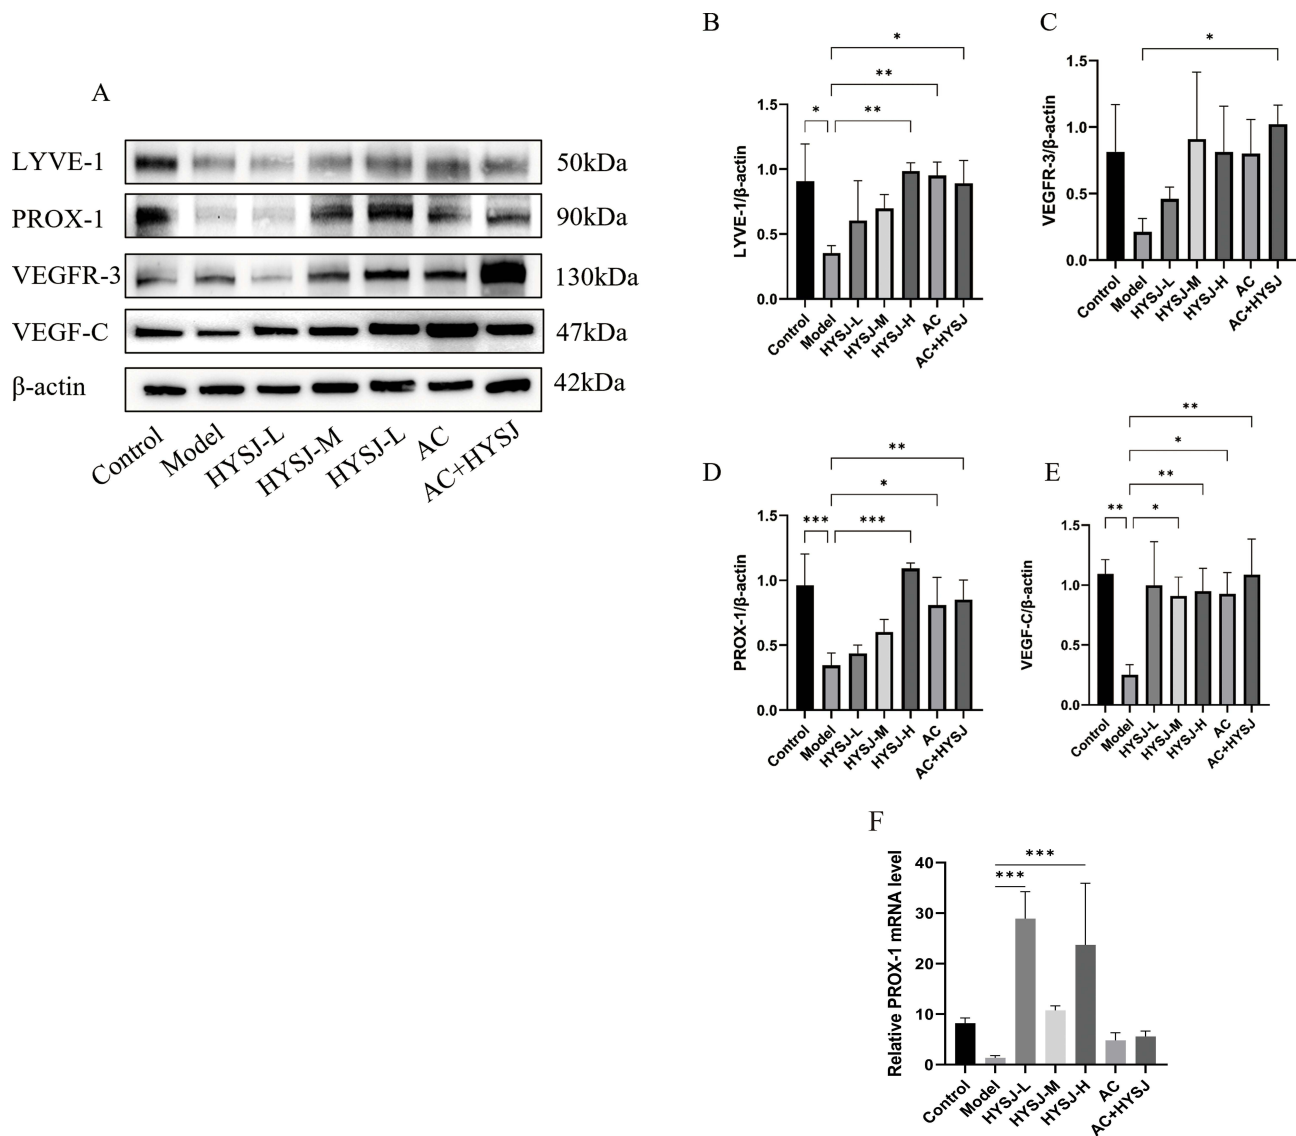 A
LYVE-1 50kDa
PROX-1 90kDa
VEGFR-3 130kDa
VEGF-C 47kDa
β-actin 42kDa
Control Model HYSJ-L HYSJ-M HYSJ-L AC AC+HYSJ
B
*
**
* **
LYVE-1/β-actin
1.5
1.0
0.5
0.0
Control Model HYSJ-L HYSJ-M HYSJ-H AC AC+HYSJ
C
*
VEGFR-3/β-actin
1.5
1.0
0.5
0.0
Control Model HYSJ-L HYSJ-M HYSJ-H AC AC+HYSJ
D
**
*
*** ***
PROX-1/β-actin
1.5
1.0
0.5
0.0
Control Model HYSJ-L HYSJ-M HYSJ-H AC AC+HYSJ
E
**
*
**
** *
VEGF-C/β-actin
1.5
1.0
0.5
0.0
Control Model HYSJ-L HYSJ-M HYSJ-H AC AC+HYSJ
F
***
***
Relative PROX-1 mRNA level
40
30
20
10
0
Control Model HYSJ-L HYSJ-M HYSJ-H AC AC+HYSJ